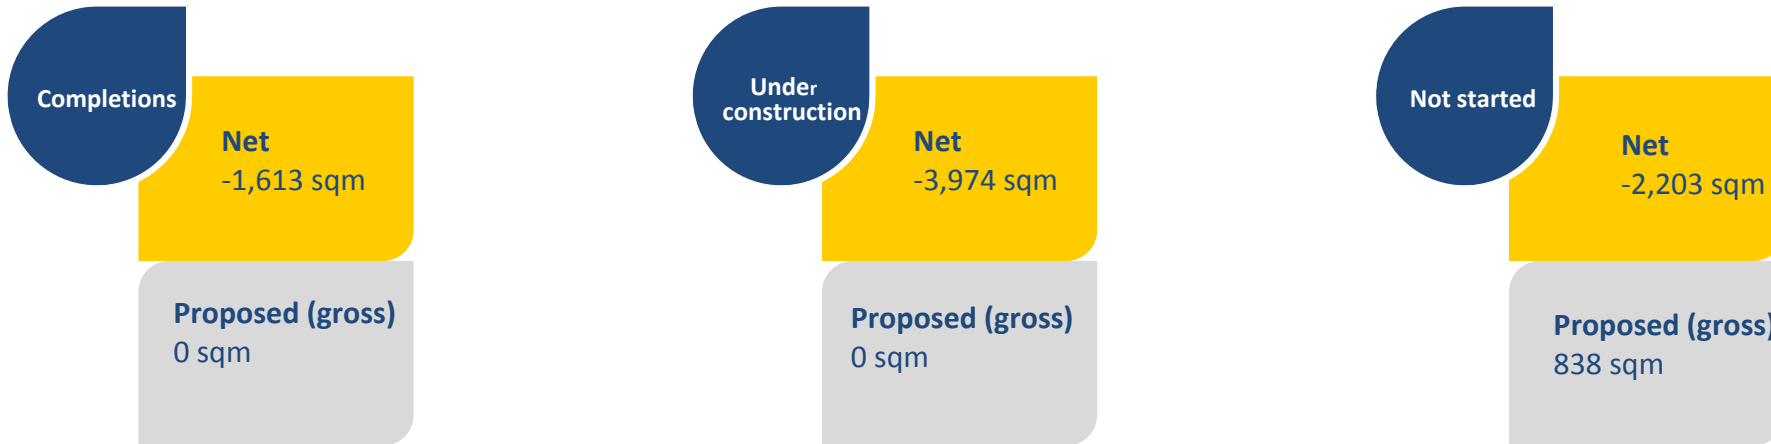 Completions
Net
-1,613 sqm
Proposed (gross)
0 sqm
Under
construction
Net
-3,974 sqm
Proposed (gross)
0 sqm
Not started
Net
-2,203 sqm
Proposed (gross)
838 sqm